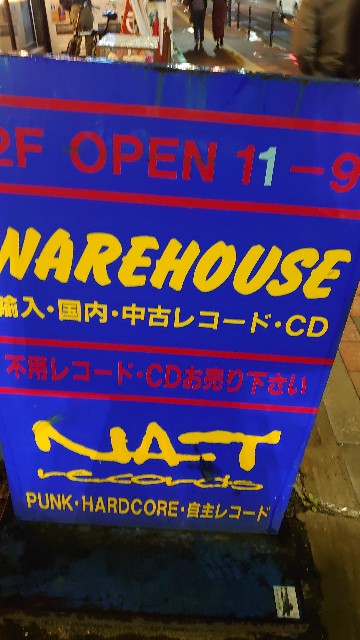 2F OPEN 11-9
WAREHOUSE
輸入・国内・中古レコード・CD
不用レコード・CDお売り下さい
NAT
records
PUNK・HARDCORE・自主レコード